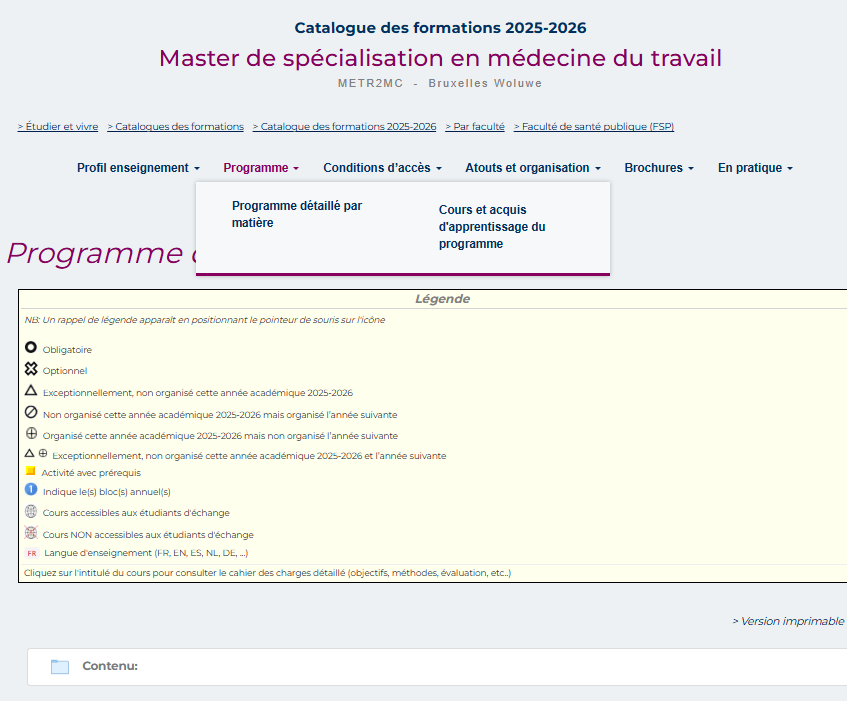 Catalogue des formations 2025-2026
Master de spécialisation en médecine du travail
METR2MC - Bruxelles Woluwe
> Étudier et vivre > Catalogues des formations > Catalogue des formations 2025-2026 > Par faculté > Faculté de santé publique (FSP)
Profil enseignement Programme Conditions d'accès Atouts et organisation Brochures En pratique
Programme détaillé par
matière
Cours et acquis
d'apprentissage du
programme
Programme
Légende
NB: Un rappel de légende apparaît en positionnant le pointeur de souris sur l'icône
Obligatoire
Optionnel
Exceptionnellement, non organisé cette année académique 2025-2026
Non organisé cette année académique 2025-2026 mais organisé l'année suivante
Organisé cette année académique 2025-2026 mais non organisé l'année suivante
Exceptionnellement, non organisé cette année académique 2025-2026 et l'année suivante
Activité avec prérequis
1 Indique le(s) bloc(s) annuel(s)
Cours accessibles aux étudiants d'échange
Cours NON accessibles aux étudiants d'échange
FR Langue d'enseignement (FR, EN, ES, NL, DE, ...)
Cliquez sur l'intitulé du cours pour consulter le cahier des charges détaillé (objectifs, méthodes, évaluation, etc..)
> Version imprimable
Contenu: